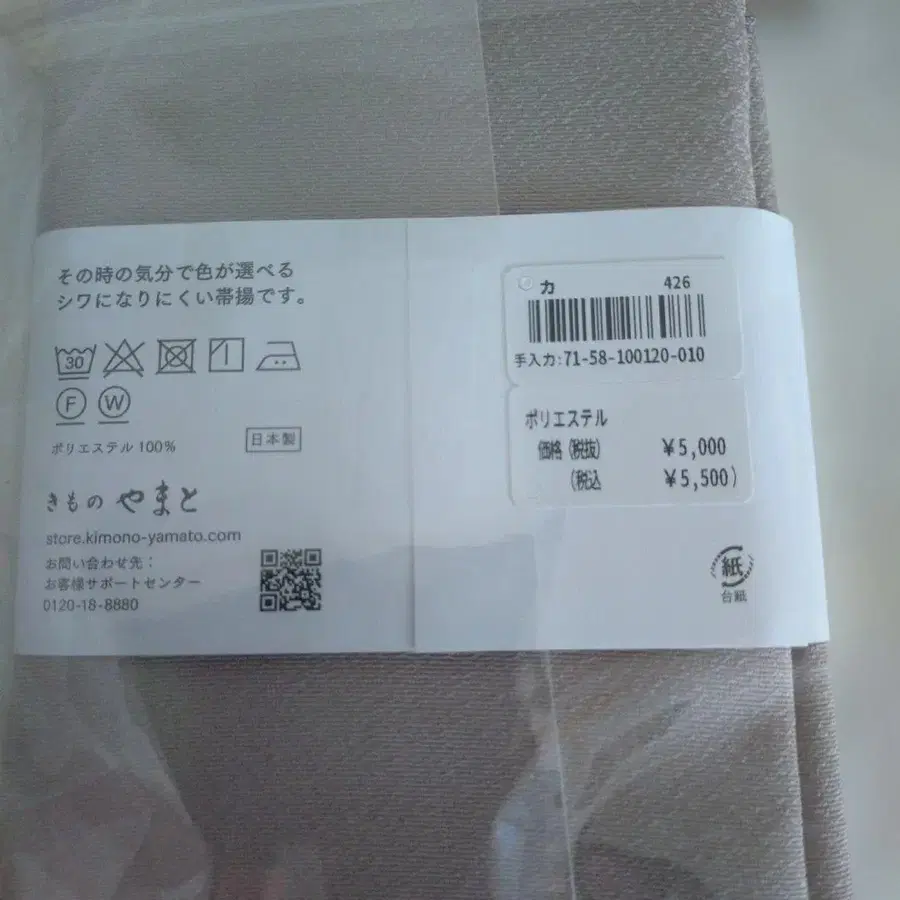 その時の気分で色が選べる
シワになりにくい帯揚です。
30
F W
ポリエステル 100% 日本製
きもの やまと
store.kimono-yamato.com
お問い合わせ先：
お客様サポートセンター
0120-18-8880
カ 426
手入力:71-58-100120-010
ポリエステル
価格(税抜) ¥5,000
(税込 ¥5,500)
紙
台紙